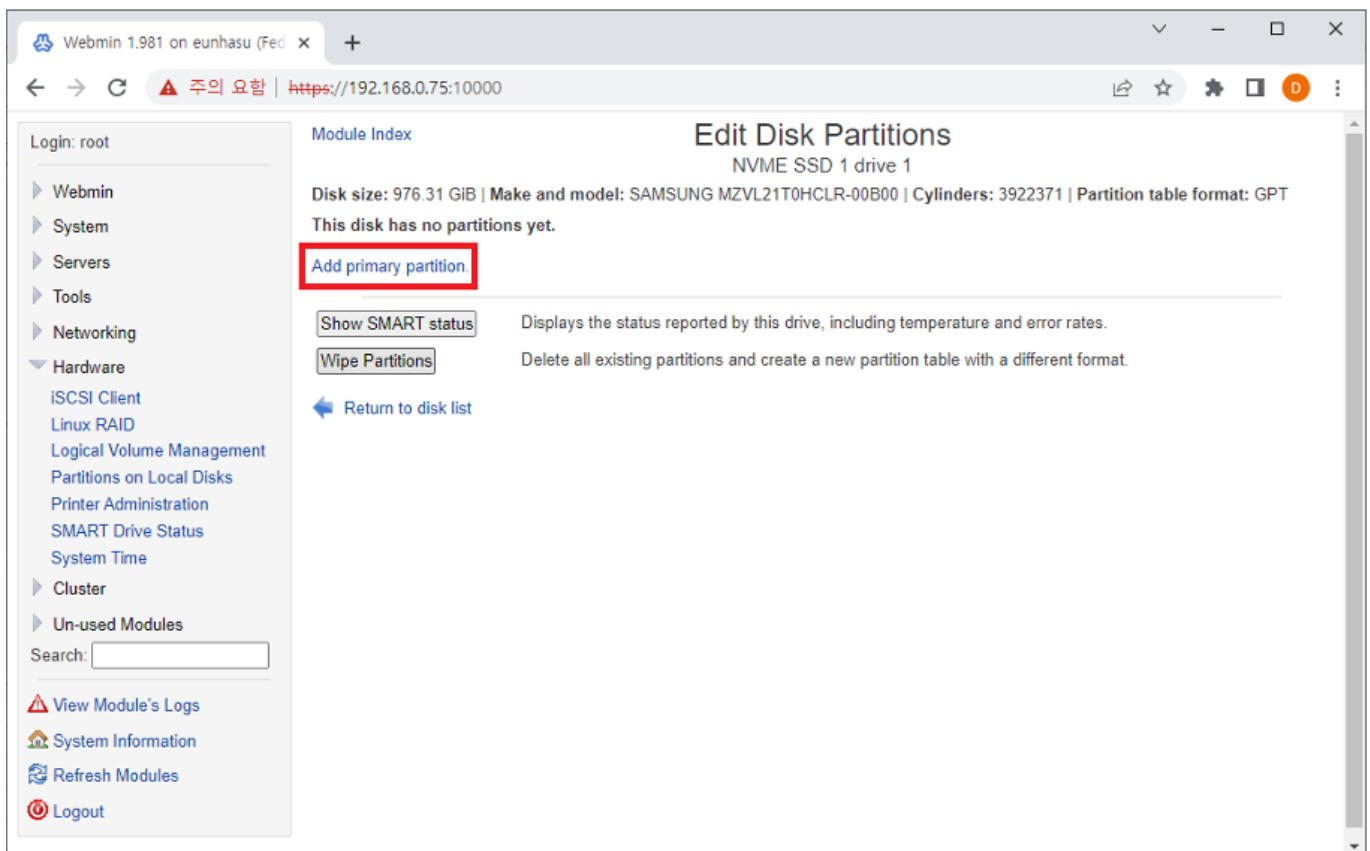 Webmin 1.981 on eunhasu (Fed
주의 요함 | https://192.168.0.75:10000
D
Login: root
Webmin
System
Servers
Tools
Networking
Hardware
iSCSI Client
Linux RAID
Logical Volume Management
Partitions on Local Disks
Printer Administration
SMART Drive Status
System Time
Cluster
Un-used Modules
Search:
View Module's Logs
System Information
Refresh Modules
Logout
Module Index
Edit Disk Partitions
NVME SSD 1 drive 1
Disk size: 976.31 GiB | Make and model: SAMSUNG MZVL21T0HCLR-00B00 | Cylinders: 3922371 | Partition table format: GPT
This disk has no partitions yet.
Add primary partition.
Show SMART status Displays the status reported by this drive, including temperature and error rates.
Wipe Partitions Delete all existing partitions and create a new partition table with a different format.
Return to disk list